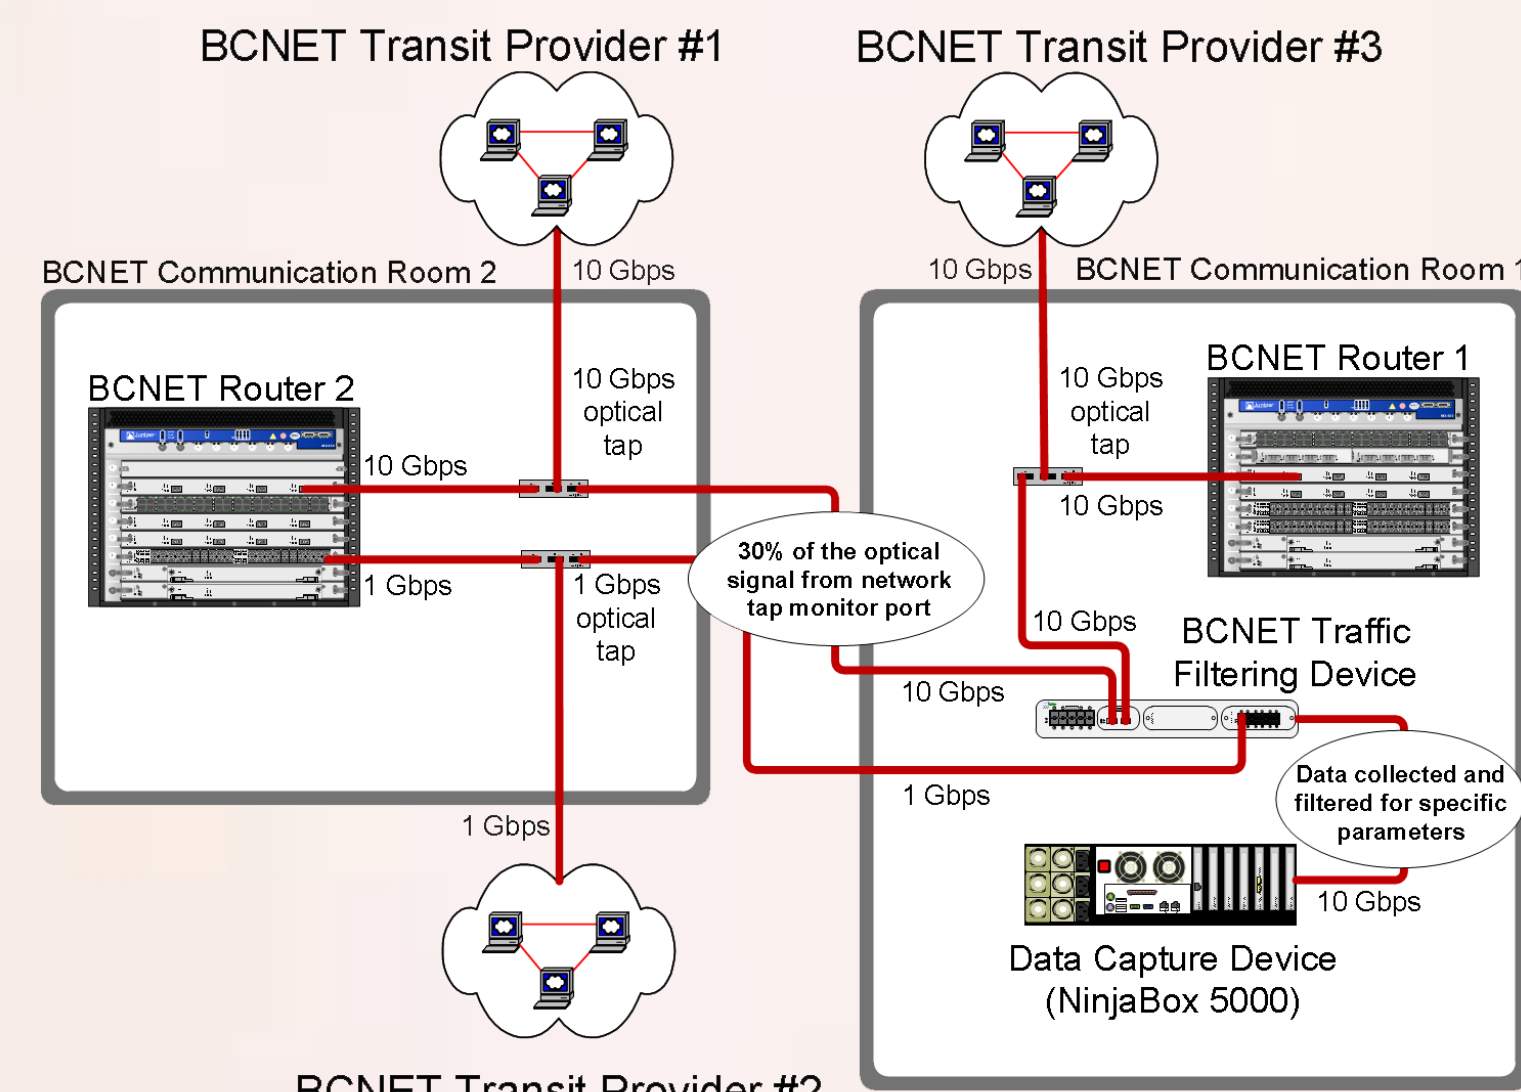 BCNET Transit Provider #1
BCNET Transit Provider #3
BCNET Communication Room 2
10 Gbps
10 Gbps
BCNET Communication Room 1
BCNET Router 2
10 Gbps
optical
tap
10 Gbps
optical
tap
BCNET Router 1
10 Gbps
10 Gbps
30% of the optical
signal from network
tap monitor port
1 Gbps
1 Gbps
optical
tap
10 Gbps
BCNET Traffic
Filtering Device
10 Gbps
1 Gbps
Data collected and
filtered for specific
parameters
1 Gbps
10 Gbps
Data Capture Device
(NinjaBox 5000)
BCNET Transit Provider #2